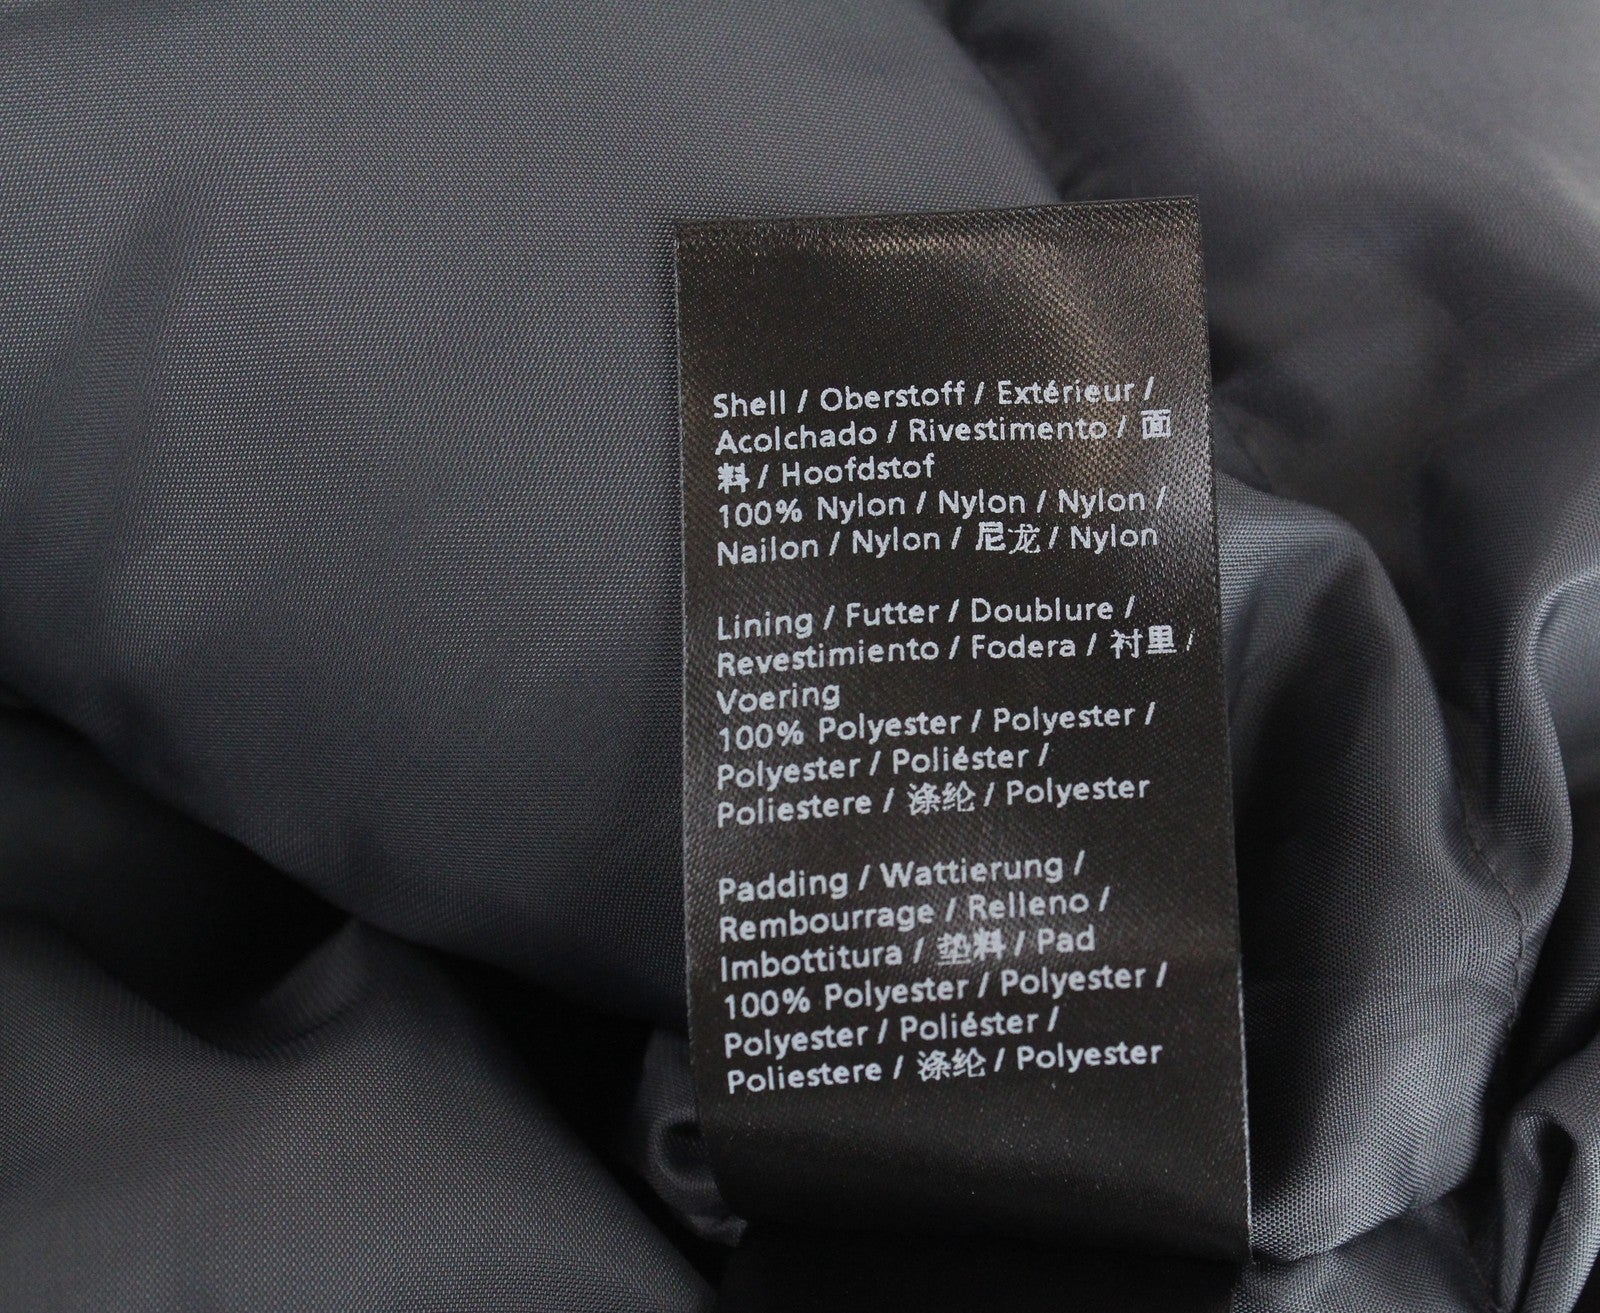 Shell / Oberstoff / Extérieur /
Acolchado / Rivestimento / 面
料 / Hoofdstof
100% Nylon / Nylon / Nylon /
Nailon / Nylon / 尼龙 / Nylon
Lining / Futter / Doublure /
Revestimiento / Fodera / 衬里 /
Voering
100% Polyester / Polyester /
Polyester / Poliéster /
Poliestere / 涤纶 / Polyester
Padding / Wattierung /
Rembourrage / Relleno /
Imbottitura / 垫料 / Pad
100% Polyester / Polyester /
Polyester / Poliéster /
Poliestere / 涤纶 / Polyester